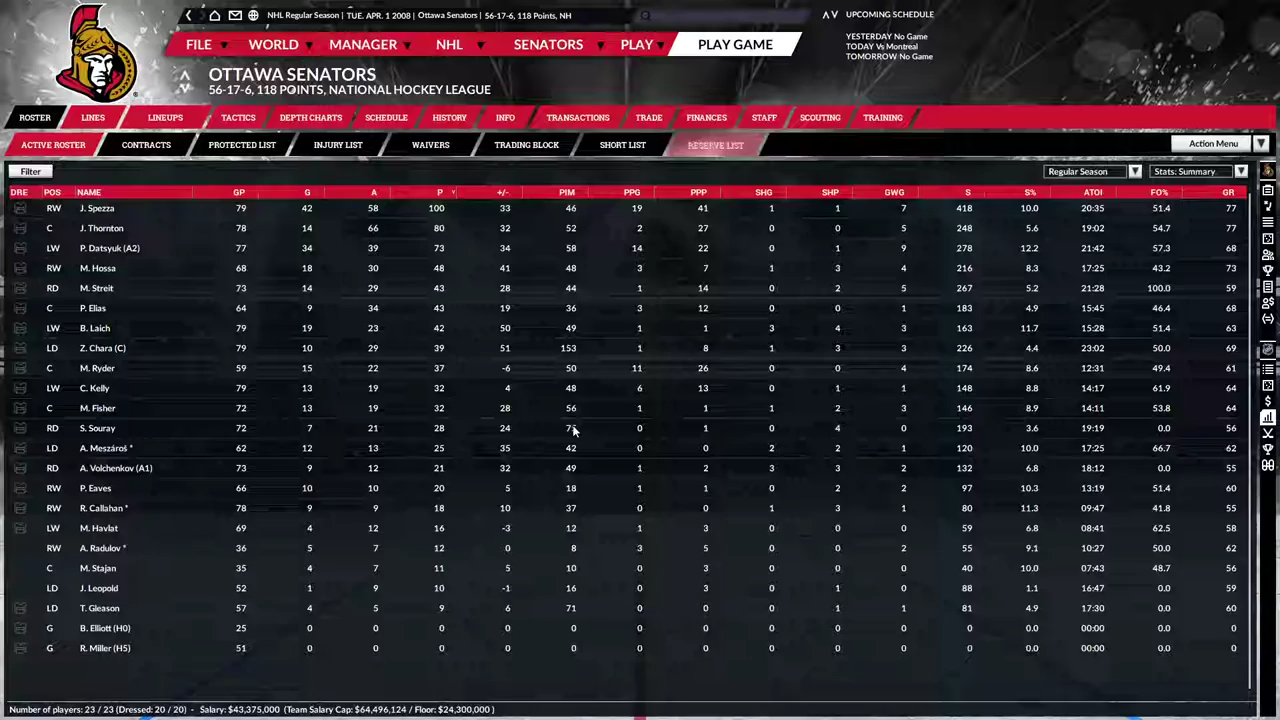 NHL Regular Season | TUE. APR. 1 2008 | Ottawa Senators | 56-17-6, 118 Points, NH
UPCOMING SCHEDULE
YESTERDAY No Game
TODAY Vs Montreal
TOMORROW No Game
FILE WORLD MANAGER NHL SENATORS PLAY PLAY GAME
OTTAWA SENATORS
56-17-6, 118 POINTS, NATIONAL HOCKEY LEAGUE
ROSTER LINES LINEUPS TACTICS DEPTH CHARTS SCHEDULE HISTORY INFO TRANSACTIONS TRADE FINANCES STAFF SCOUTING TRAINING
ACTIVE ROSTER CONTRACTS PROTECTED LIST INJURY LIST WAIVERS TRADING BLOCK SHORT LIST RESERVE LIST Action Menu
Filter Regular Season Stats: Summary
DRE POS NAME GP G A P +/- PIM PPG PPP SHG SHP GWG S S% ATOI FO% GR
RW J. Spezza 79 42 58 100 33 46 19 41 1 1 7 418 10.0 20:35 51.4 77
C J. Thornton 78 14 66 80 32 52 2 27 0 0 5 248 5.6 19:02 54.7 77
LW P. Datsyuk (A2) 77 34 39 73 34 58 14 22 0 1 9 278 12.2 21:42 57.3 68
RW M. Hossa 68 18 30 48 41 48 3 7 1 3 4 216 8.3 17:25 43.2 73
RD M. Streit 73 14 29 43 28 44 1 14 0 2 5 267 5.2 21:28 100.0 59
C P. Elias 64 9 34 43 19 36 3 12 0 0 1 183 4.9 15:45 46.4 68
LW B. Laich 79 19 23 42 50 49 1 1 3 4 3 163 11.7 15:28 51.4 63
LD Z. Chara (C) 79 10 29 39 51 153 1 8 1 3 3 226 4.4 23:02 50.0 69
C M. Ryder 59 15 22 37 -6 50 11 26 0 0 4 174 8.6 12:31 49.4 61
LW C. Kelly 79 13 19 32 4 48 6 13 0 1 1 148 8.8 14:17 61.9 64
C M. Fisher 72 13 19 32 28 56 1 1 1 2 3 146 8.9 14:11 53.8 64
RD S. Souray 72 7 21 28 24 0 1 0 4 0 193 3.6 19:19 0.0 56
LD A. Meszároš * 62 12 13 25 35 42 0 0 2 2 1 120 10.0 17:25 66.7 62
RD A. Volchenkov (A1) 73 9 12 21 32 49 1 2 3 3 2 132 6.8 18:12 0.0 55
RW P. Eaves 66 10 10 20 5 18 1 1 0 2 2 97 10.3 13:19 51.4 60
RW R. Callahan * 78 9 9 18 10 37 0 0 1 3 1 80 11.3 09:47 41.8 55
LW M. Havlat 69 4 12 16 -3 12 1 3 0 0 0 59 6.8 08:41 62.5 58
RW A. Radulov * 36 5 7 12 0 8 3 5 0 0 2 55 9.1 10:27 50.0 62
C M. Stajan 35 4 7 11 5 10 0 3 0 0 0 40 10.0 07:43 48.7 56
LD J. Leopold 52 1 9 10 -1 16 0 0 0 1 0 88 1.1 16:47 0.0 59
LD T. Gleason 57 4 5 9 6 71 0 0 0 1 1 81 4.9 17:30 0.0 60
G B. Elliott (H0) 25 0 0 0 0 0 0 0 0 0 0 0 0.0 00:00 0.0 0
G R. Miller (H5) 51 0 0 0 0 0 0 0 0 0 0 0 0.0 00:00 0.0 0
Number of players: 23 / 23 (Dressed: 20 / 20) - Salary: $43,375,000 (Team Salary Cap: $64,496,124 / Floor: $24,300,000 )